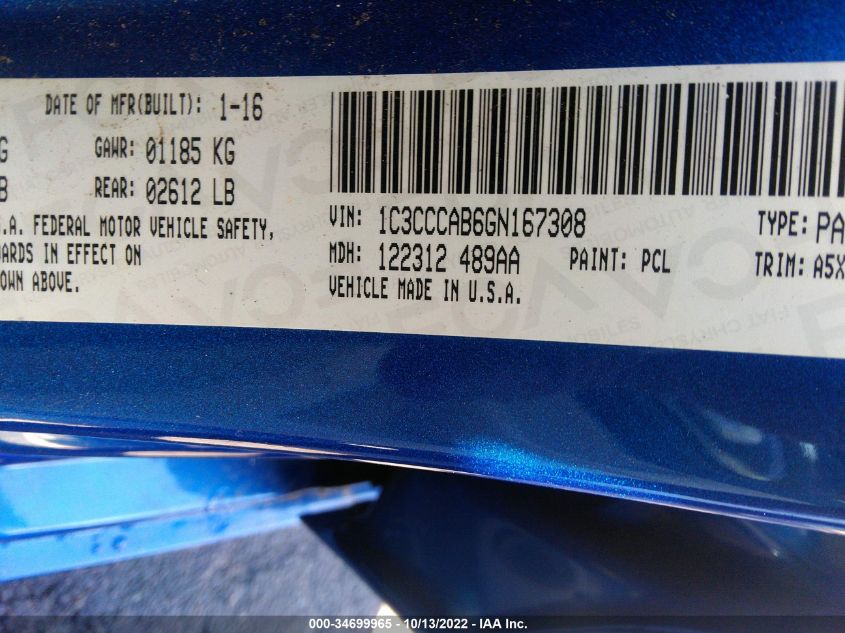 DATE OF MFR(BUILT): 1-16
G GAWR: 01185 KG
B REAR: 02612 LB
.A. FEDERAL MOTOR VEHICLE SAFETY,
ARDS IN EFFECT ON
OWN ABOVE.
VIN: 1C3CCCAB6GN167308 TYPE: PA
MDH: 122312 489AA PAINT: PCL TRIM: A5X
VEHICLE MADE IN U.S.A.
000-34699965 - 10/13/2022 - IAA Inc.